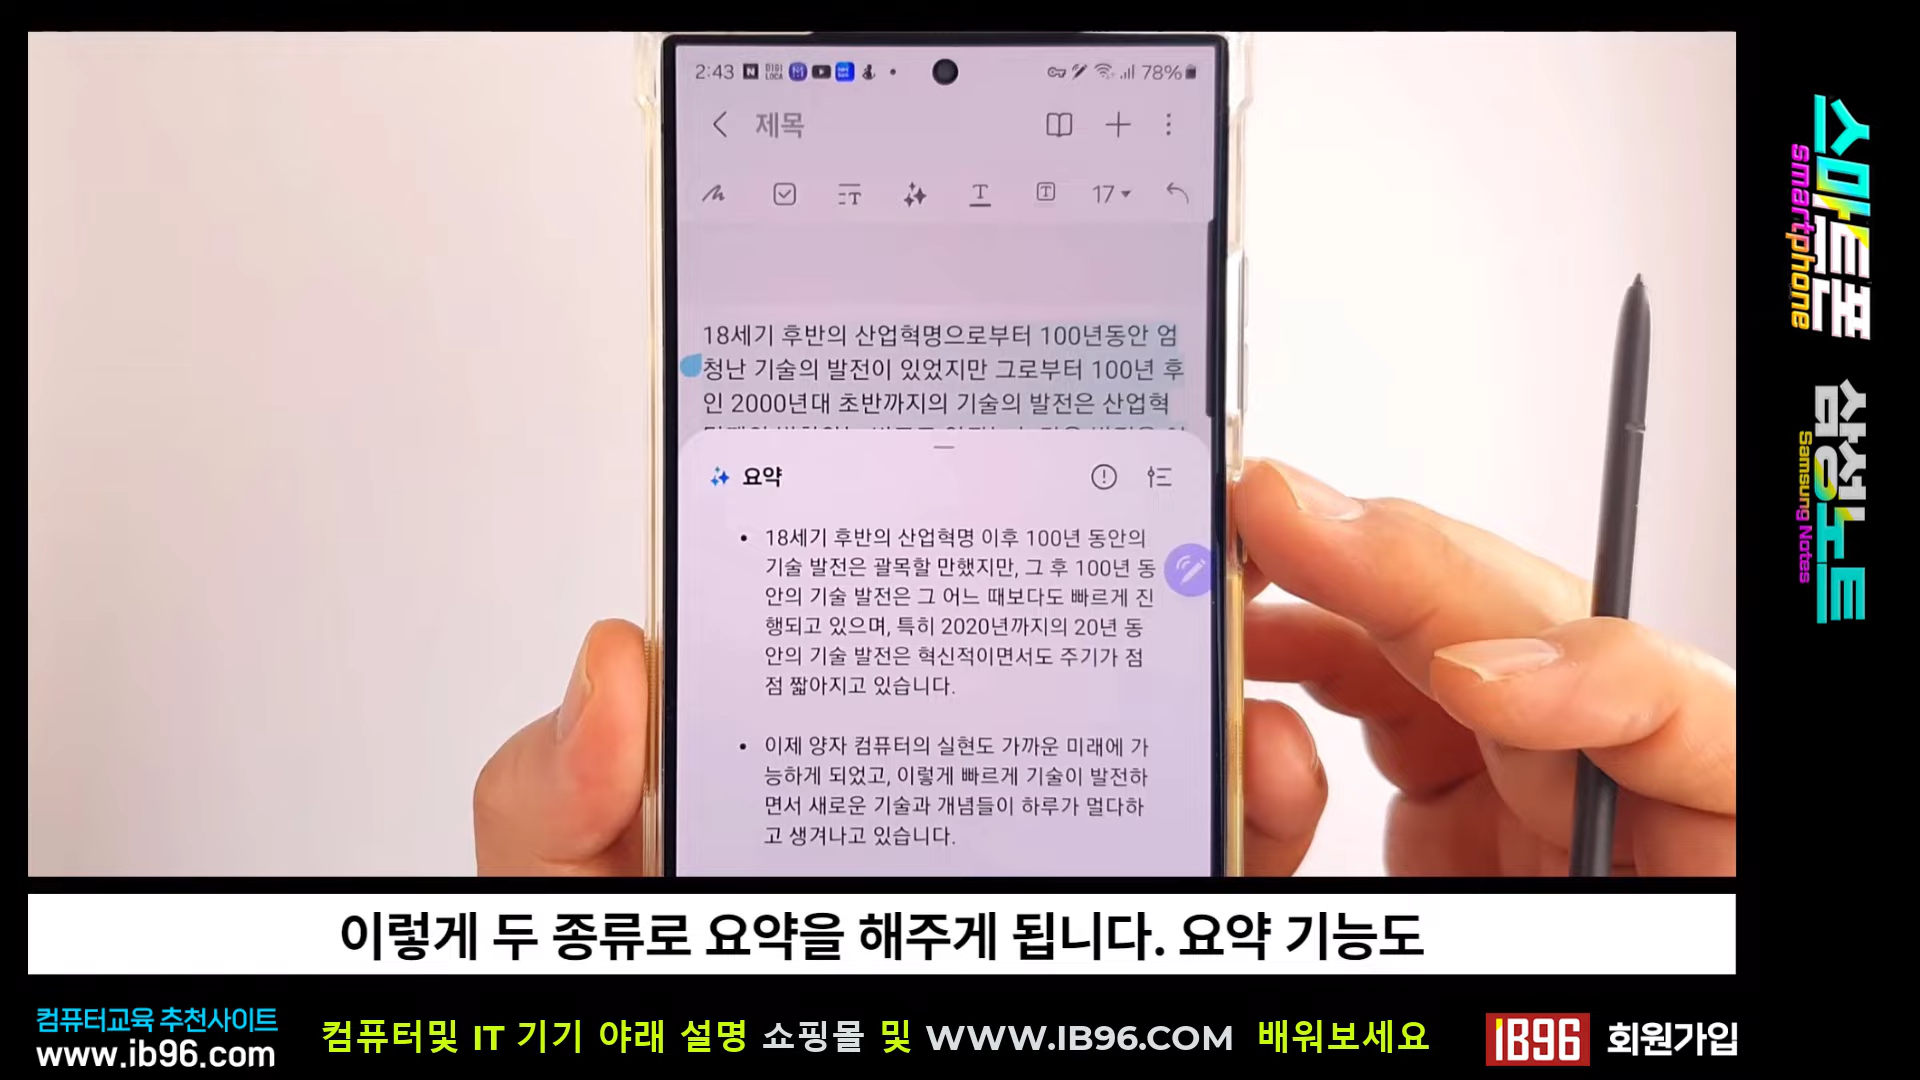 2:43
78%
제목
17
18세기 후반의 산업혁명으로부터 100년동안 엄
청난 기술의 발전이 있었지만 그로부터 100년 후
인 2000년대 초반까지의 기술의 발전은 산업혁
요약
• 18세기 후반의 산업혁명 이후 100년 동안의
기술 발전은 괄목할 만했지만, 그 후 100년 동
안의 기술 발전은 그 어느 때보다도 빠르게 진
행되고 있으며, 특히 2020년까지의 20년 동
안의 기술 발전은 혁신적이면서도 주기가 점
점 짧아지고 있습니다.
• 이제 양자 컴퓨터의 실현도 가까운 미래에 가
능하게 되었고, 이렇게 빠르게 기술이 발전하
면서 새로운 기술과 개념들이 하루가 멀다하
고 생겨나고 있습니다.
스마트폰
smartphone
삼성노트
Samsung Notes
이렇게 두 종류로 요약을 해주게 됩니다. 요약 기능도
컴퓨터교육 추천사이트
www.ib96.com
컴퓨터및 IT 기기 야래 설명 쇼핑몰 및 WWW.IB96.COM 배워보세요
IB96 회원가입